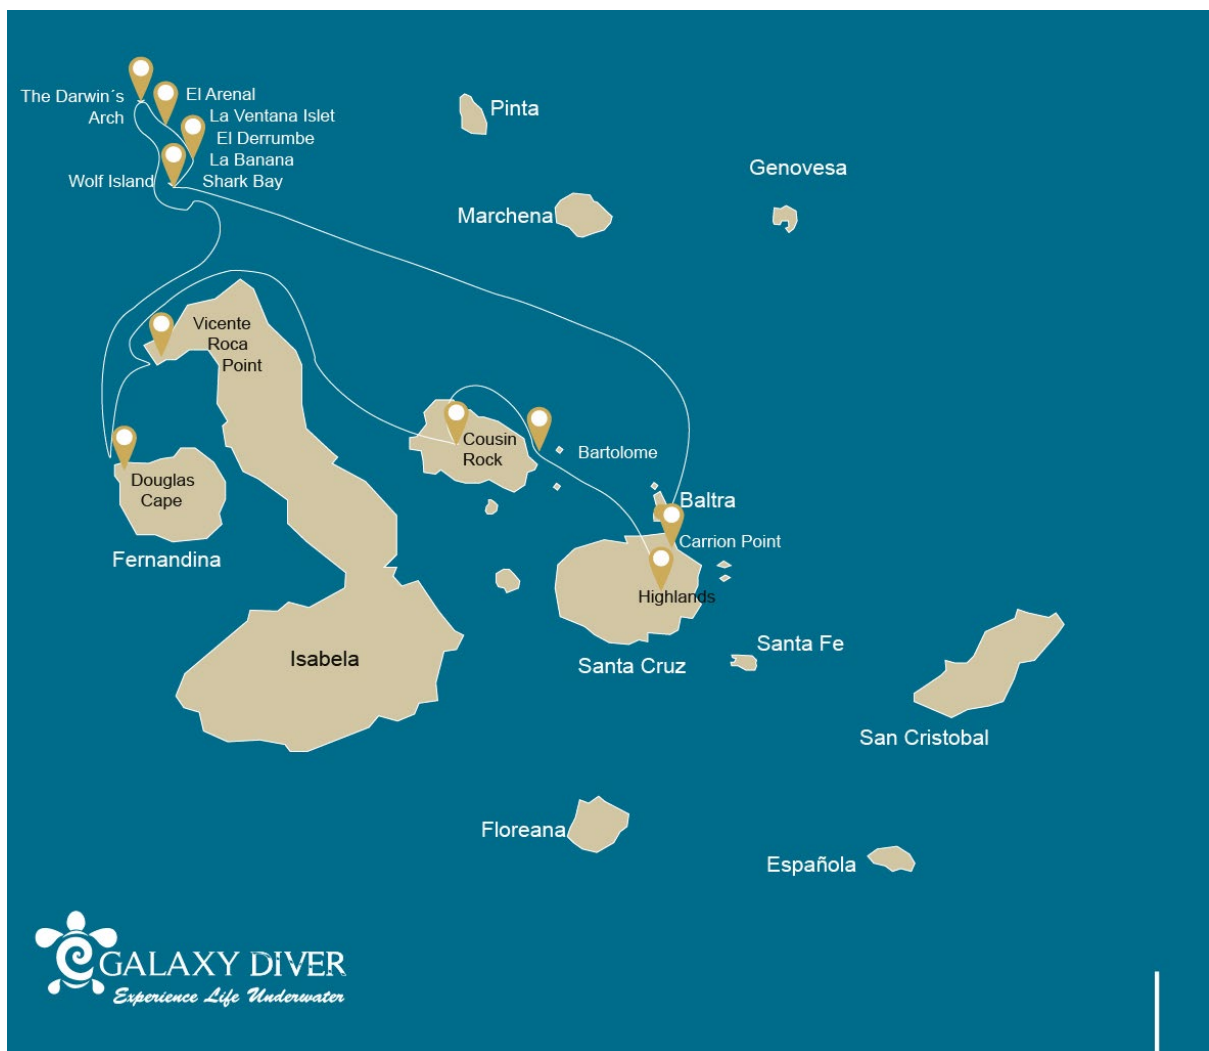 The Darwin´s
Arch
El Arenal
La Ventana Islet
El Derrumbe
La Banana
Wolf Island
Shark Bay
Pinta
Genovesa
Marchena
Vicente
Roca
Point
Cousin
Rock
Bartolome
Douglas
Cape
Baltra
Carrion Point
Fernandina
Highlands
Isabela
Santa Cruz
Santa Fe
San Cristobal
Floreana
Española
GALAXY DIVER
Experience Life Underwater